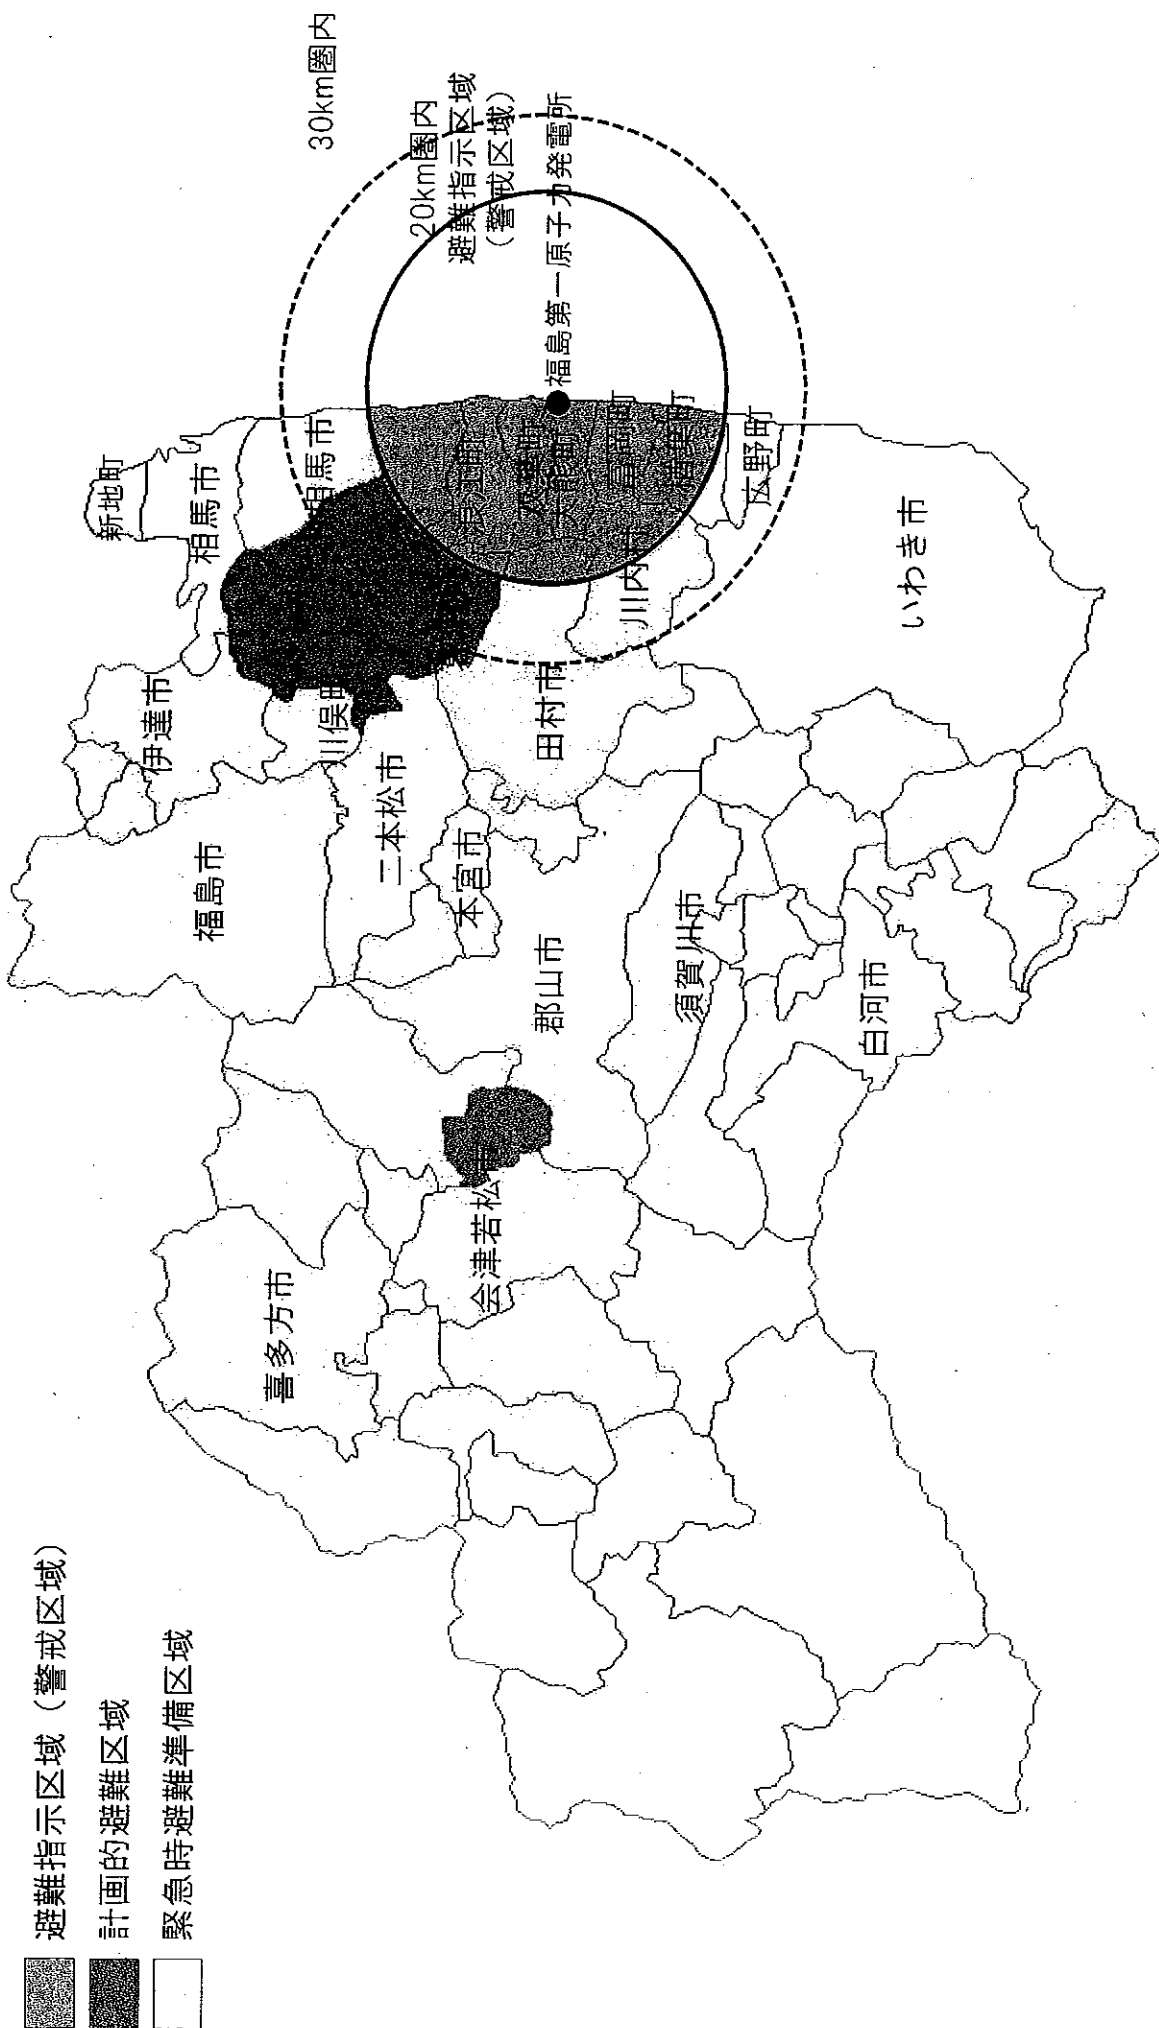 避難指示区域（警戒区域）
計画的避難区域
緊急時避難準備区域
30km圏内
20km圏内
避難指示区域
（警戒区域）
福島第一原子力発電所
新地町
相馬市
相馬市
伊達市
川俣町
福島市
二本松市
本宮市
浪江町
双葉町
大熊町
富岡町
楢葉町
広野町
川内村
田村市
いわき市
郡山市
須賀川市
白河市
会津若松市
喜多方市